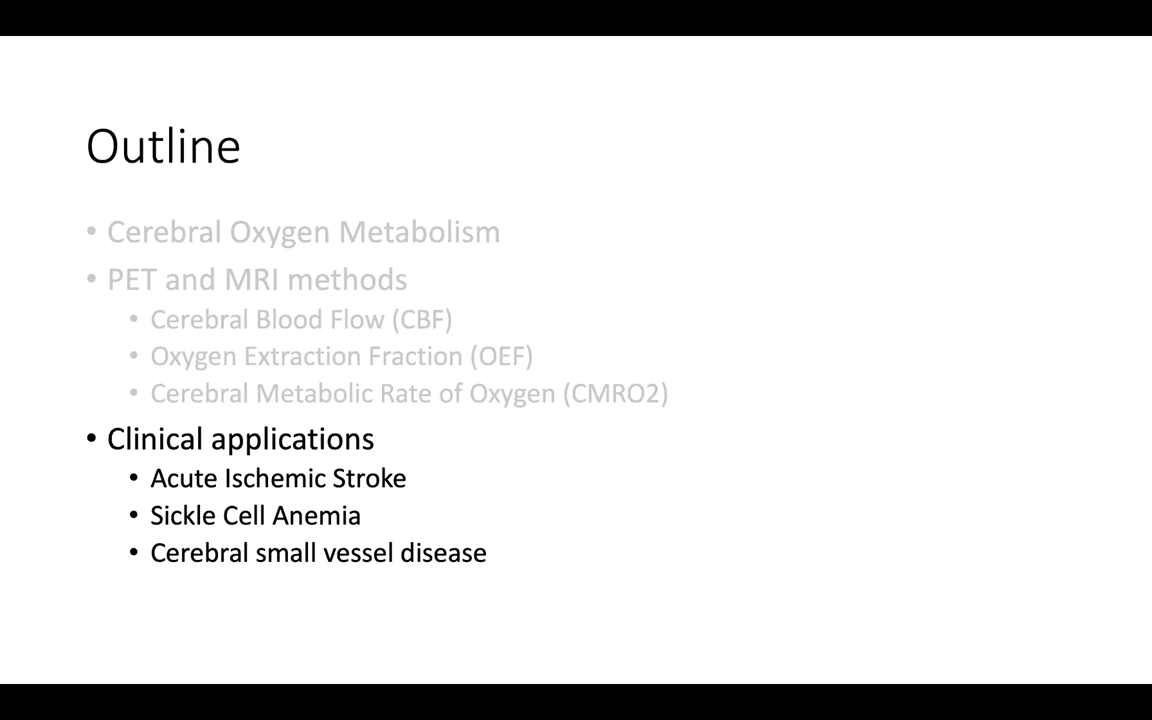 Outline
• Cerebral Oxygen Metabolism
• PET and MRI methods
• Cerebral Blood Flow (CBF)
• Oxygen Extraction Fraction (OEF)
• Cerebral Metabolic Rate of Oxygen (CMRO2)
• Clinical applications
• Acute Ischemic Stroke
• Sickle Cell Anemia
• Cerebral small vessel disease